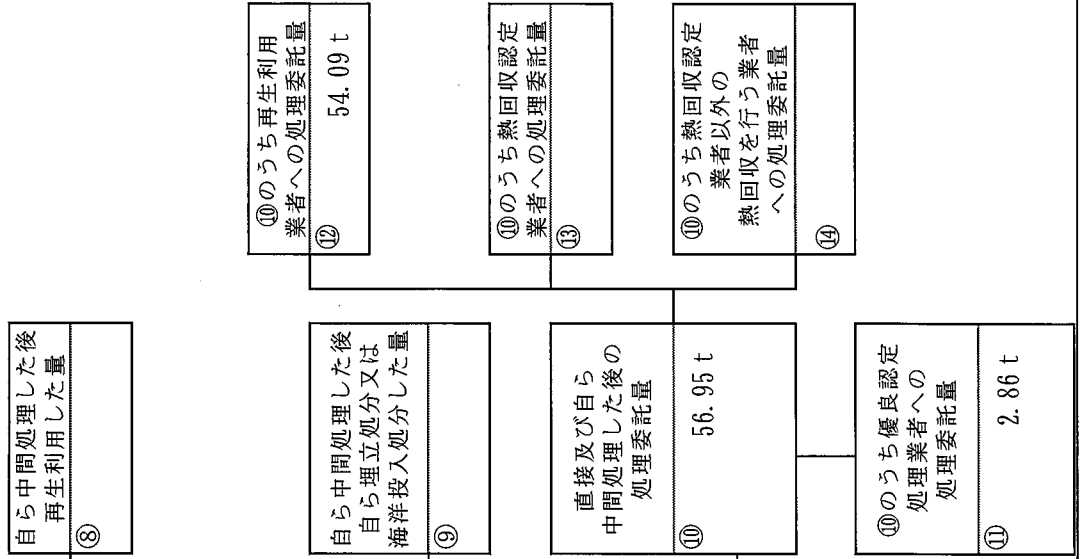 自ら中間処理した後
再生利用した量
⑧
自ら中間処理した後
自ら埋立処分又は
海洋投入処分した量
⑨
直接及び自ら
中間処理した後の
処理委託量
⑩
56.95 t
⑩のうち優良認定
処理業者への
処理委託量
⑪
2.86 t
⑩のうち再生利用
業者への処理委託量
⑫
54.09 t
⑩のうち熱回収認定
業者への処理委託量
⑬
⑩のうち熱回収認定
業者以外の
熱回収を行う業者
への処理委託量
⑭